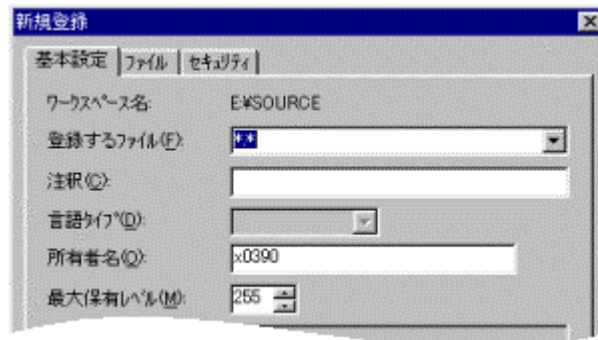 新規登録
基本設定 ﾌｧｲﾙ ｾｷｭﾘﾃｨ
ﾜｰｸｽﾍﾟｰｽ名: E¥SOURCE
登録するﾌｧｲﾙ(F): *.*
注釈(C):
言語ﾀｲﾌﾟ(D):
所有者名(O): x0390
最大保有ﾚﾍﾞﾙ(M): 255